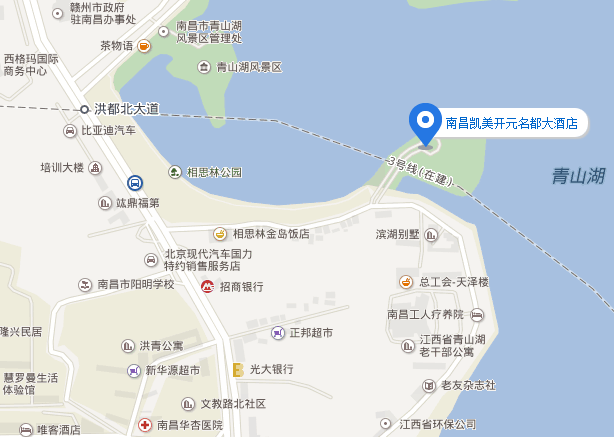 赣州市政府
驻南昌办事处
南昌市青山湖
风景区管理处
茶物语
西格玛国际
商务中心
青山湖风景区
洪都北大道
南昌凯美开元名都大酒店
比亚迪汽车
培训大楼
相思林公园
3号线(在建)
青山湖
竑鼎福第
相思林金岛饭店
滨湖别墅
北京现代汽车国力
特约销售服务店
南昌市阳明学校
招商银行
总工会-天泽楼
南昌工人疗养院
正邦超市
隆兴民居
洪青公寓
江西省青山湖
老干部公寓
新华源超市
光大银行
慧罗曼生活
体验馆
老友杂志社
文教路北社区
唯客酒店
南昌华杏医院
江西省环保公司